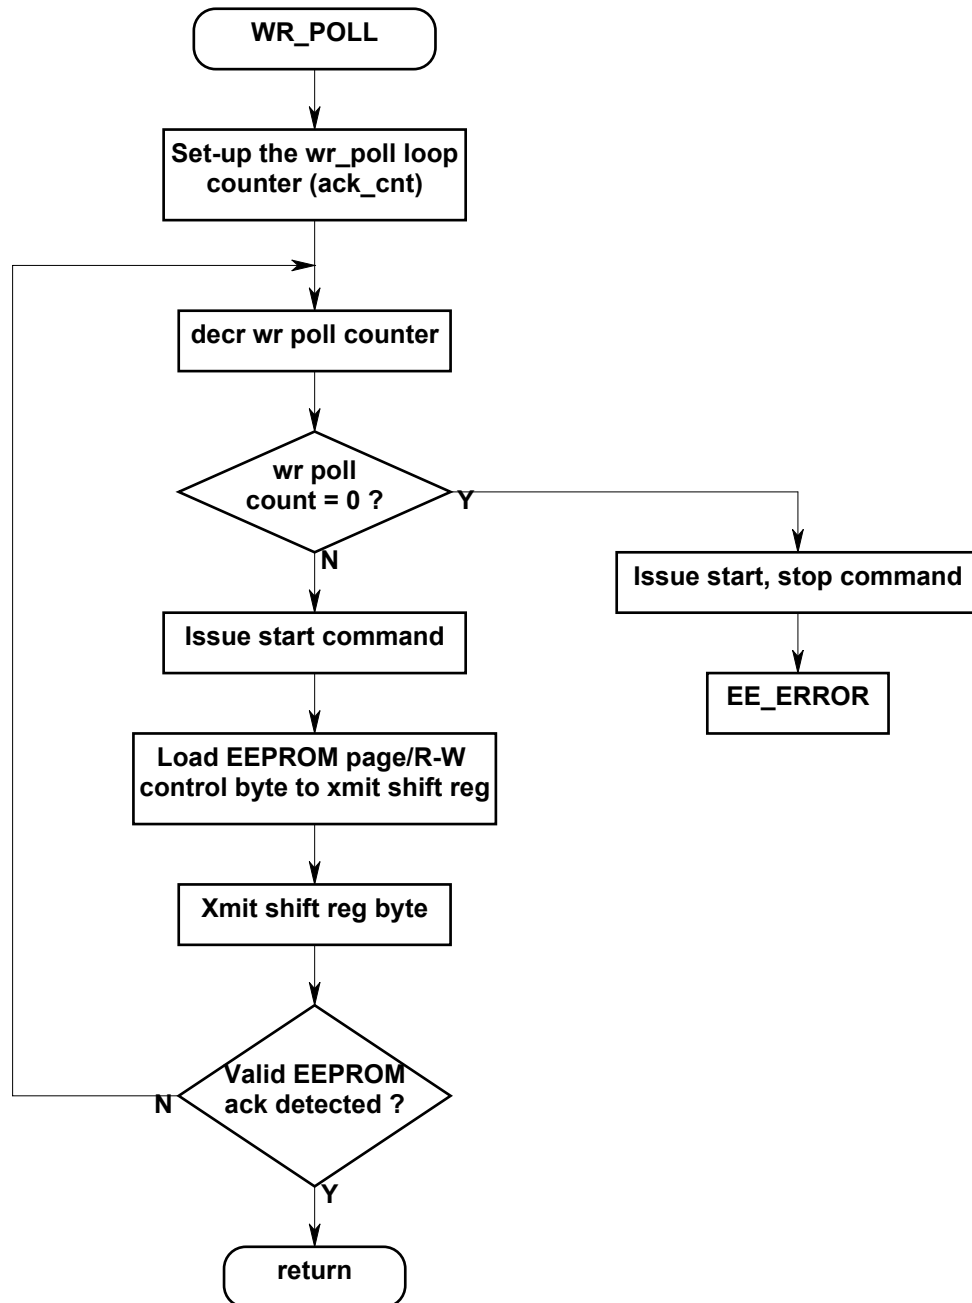 WR_POLL
Set-up the wr_poll loop
counter (ack_cnt)
decr wr poll counter
wr poll
count = 0 ?
Y
N
Issue start, stop command
Issue start command
EE_ERROR
Load EEPROM page/R-W
control byte to xmit shift reg
Xmit shift reg byte
Valid EEPROM
ack detected ?
N
Y
return